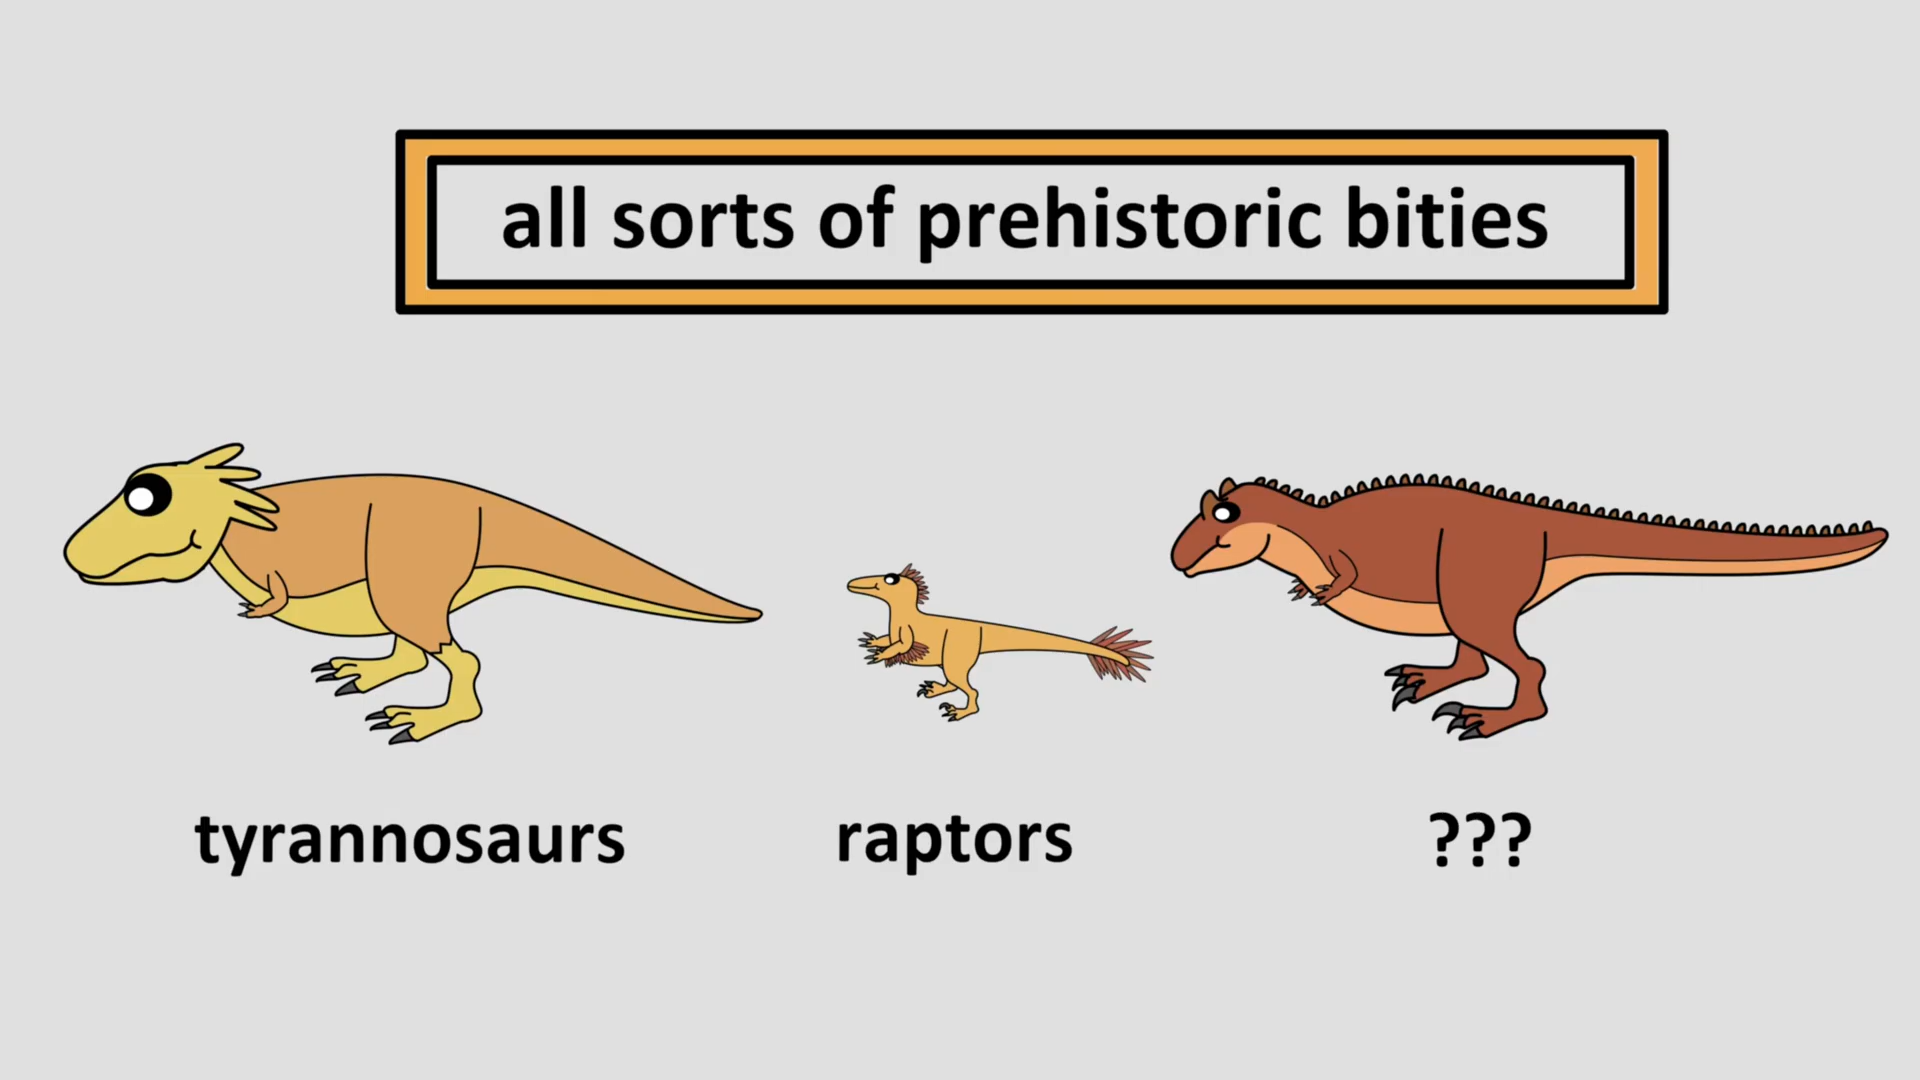 all sorts of prehistoric bities
tyrannosaurs
raptors
???